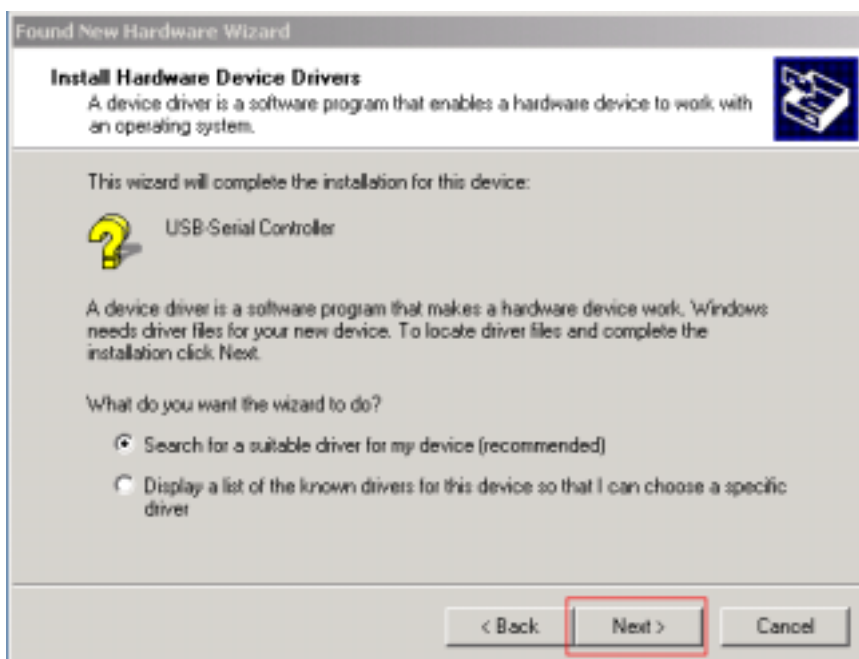 Found New Hardware Wizard
Install Hardware Device Drivers
A device driver is a software program that enables a hardware device to work with
an operating system.
This wizard will complete the installation for this device:
USB-Serial Controller
A device driver is a software program that makes a hardware device work. Windows
needs driver files for your new device. To locate driver files and complete the
installation click Next.
What do you want the wizard to do?
Search for a suitable driver for my device (recommended)
Display a list of the known drivers for this device so that I can choose a specific
driver
< Back
Next >
Cancel